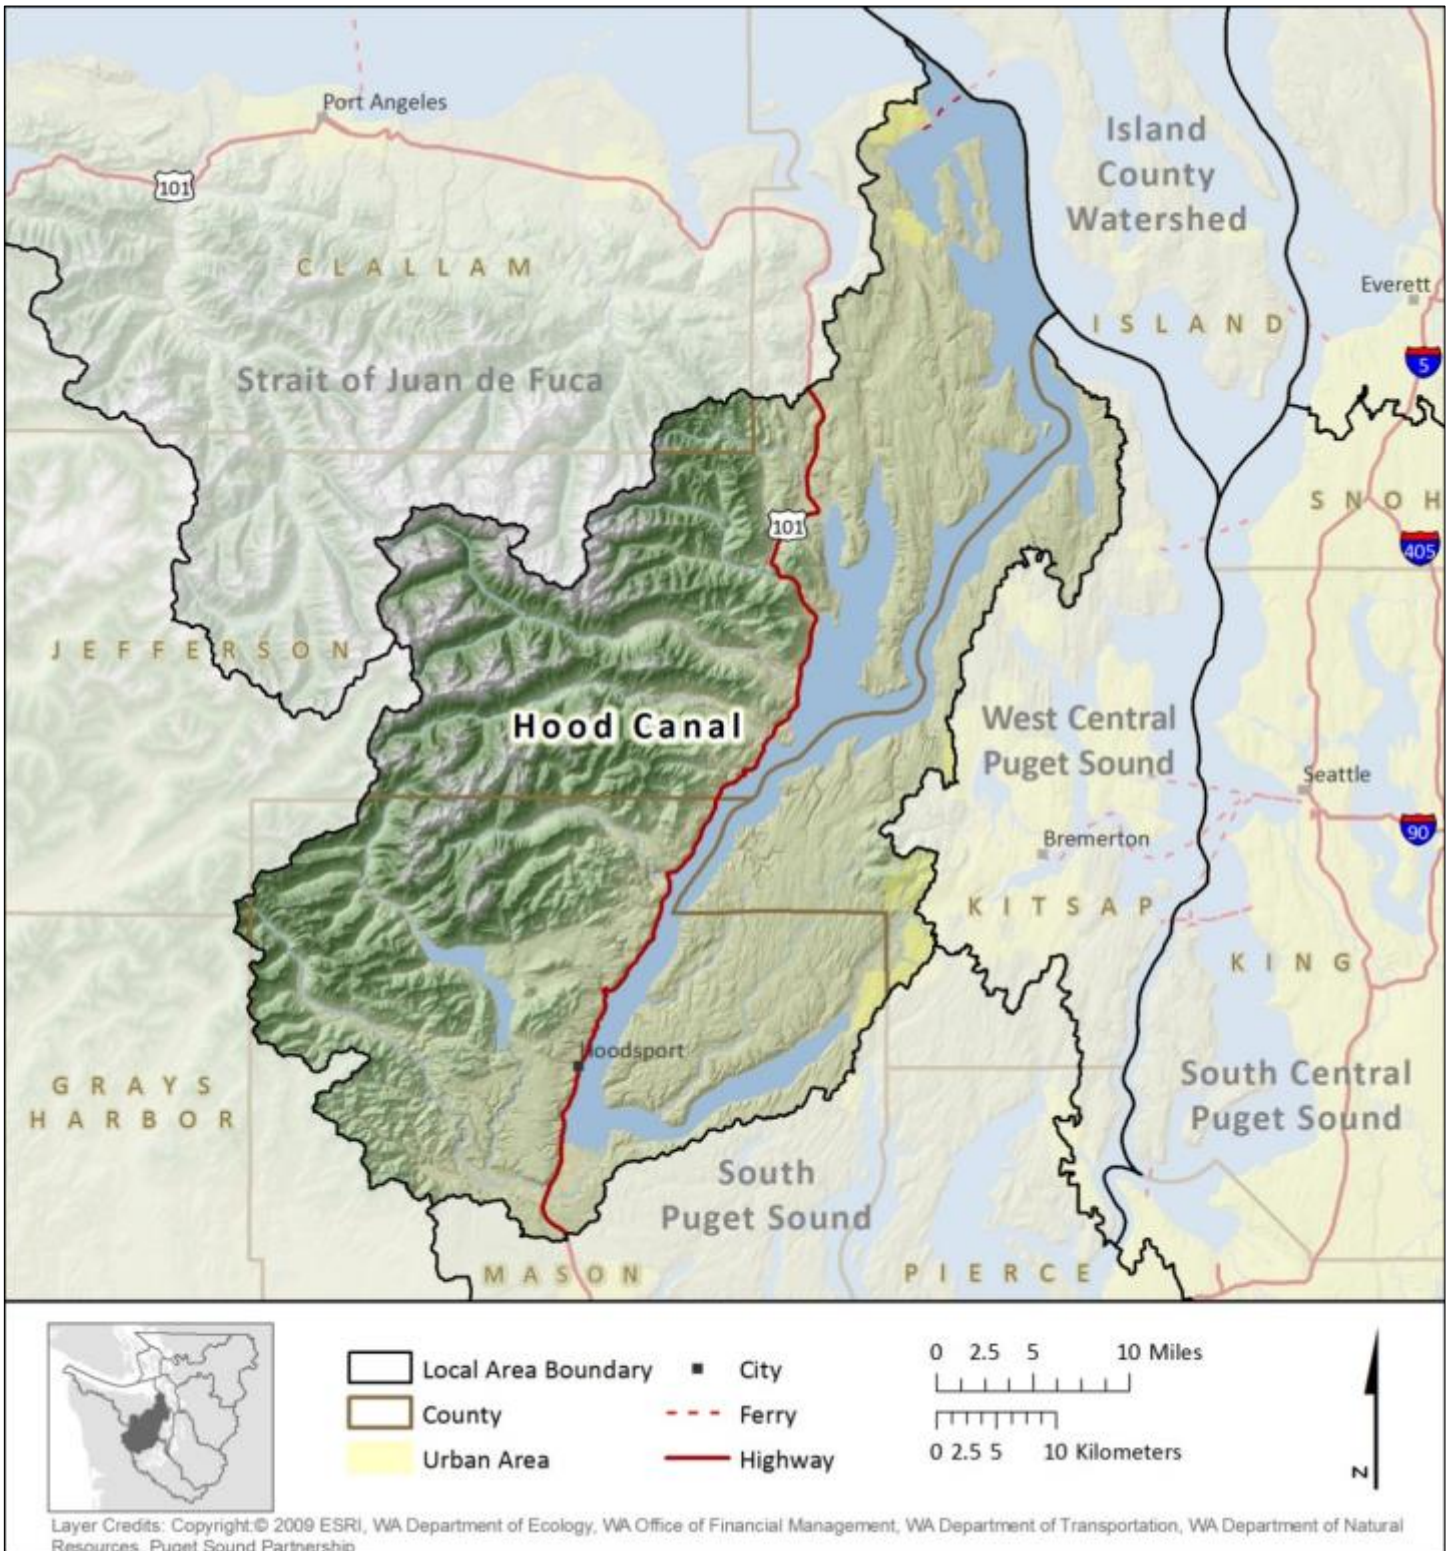 Port Angeles
101
Island
County
Watershed
CLALLAM
Everett
ISLAND
5
Strait of Juan de Fuca
SNOH
101
405
JEFFERSON
Hood Canal
West Central
Puget Sound
Seattle
Bremerton
90
KITSAP
KING
Hoodsport
GRAYS
HARBOR
South Central
Puget Sound
South
Puget Sound
MASON
PIERCE
Local Area Boundary
County
Urban Area
City
Ferry
Highway
0 2.5 5 10 Miles
0 2.5 5 10 Kilometers
N
Layer Credits: Copyright:© 2009 ESRI, WA Department of Ecology, WA Office of Financial Management, WA Department of Transportation, WA Department of Natural
Resources, Puget Sound Partnership